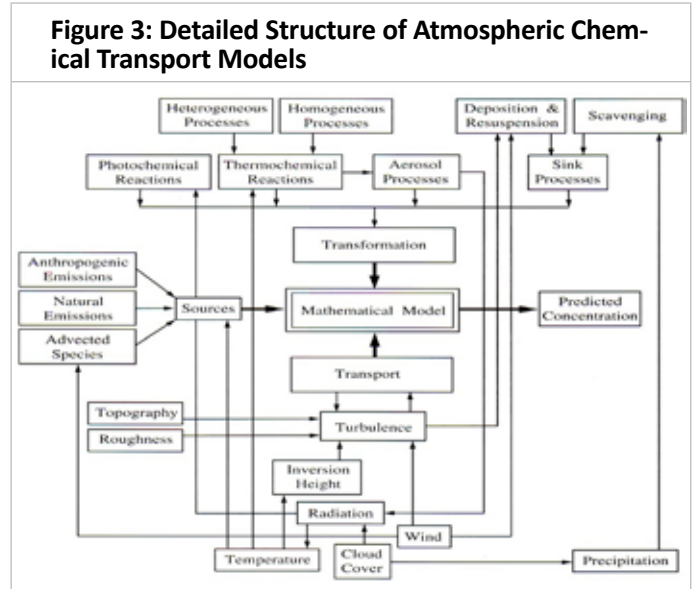 Figure 3: Detailed Structure of Atmospheric Chem-
ical Transport Models
Heterogeneous
Processes
Homogeneous
Processes
Deposition &
Resuspension
Scavenging
Photochemical
Reactions
Thermochemical
Reactions
Aerosol
Processes
Sink
Processes
Transformation
Anthropogenic
Emissions
Natural
Emissions
Advected
Species
Sources
Mathematical Model
Predicted
Concentration
Transport
Topography
Roughness
Turbulence
Inversion
Height
Radiation
Wind
Temperature
Cloud
Cover
Precipitation